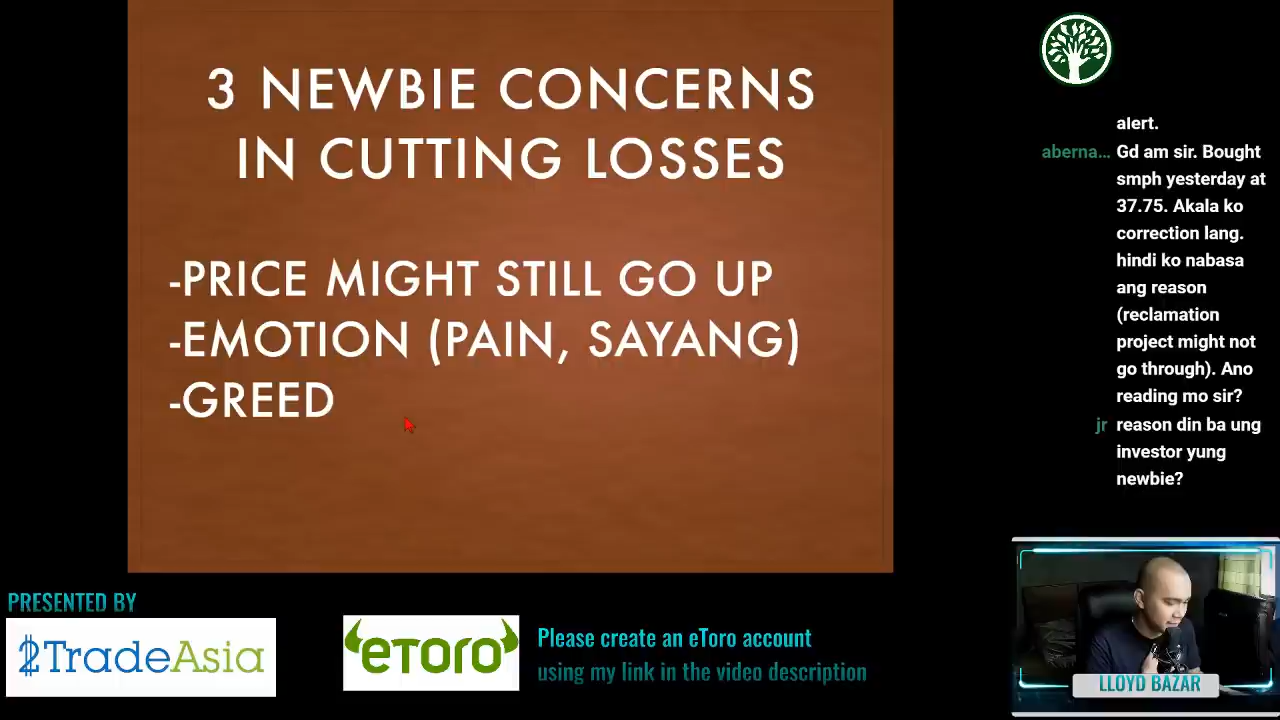 3 NEWBIE CONCERNS
IN CUTTING LOSSES
-PRICE MIGHT STILL GO UP
-EMOTION (PAIN, SAYANG)
-GREED
alert.
aberna… Gd am sir. Bought
smph yesterday at
37.75. Akala ko
correction lang.
hindi ko nabasa
ang reason
(reclamation
project might not
go through). Ano
reading mo sir?
jr reason din ba ung
investor yung
newbie?
PRESENTED BY
2TradeAsia
eToro
Please create an eToro account
using my link in the video description
LLOYD BAZAR